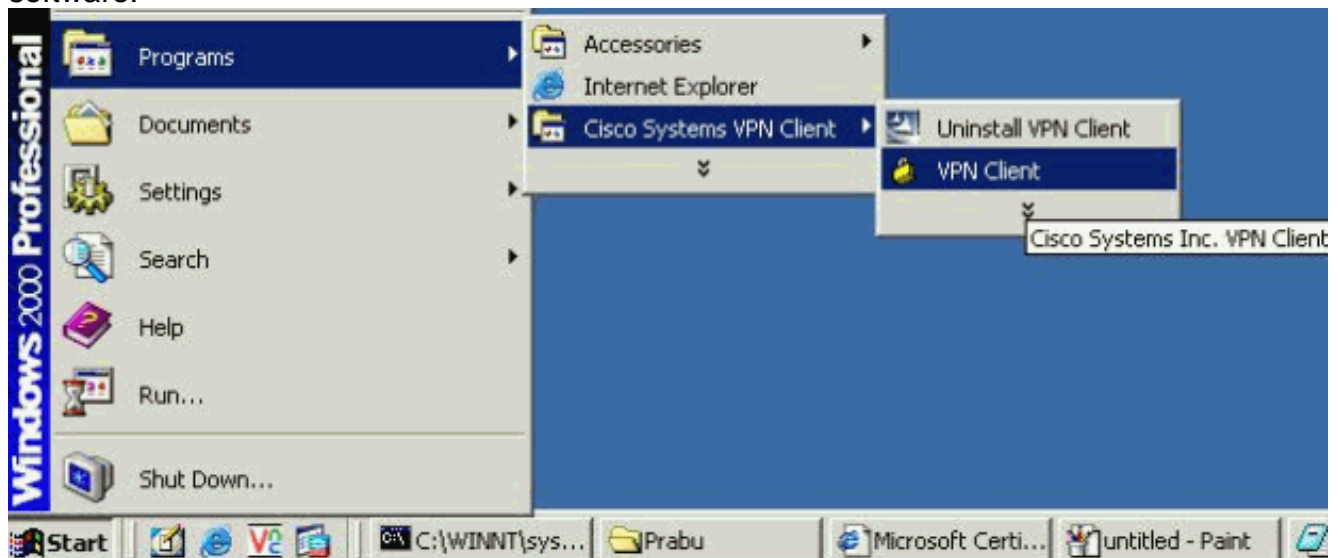 software.
Windows 2000 Professional
Programs
Documents
Settings
Search
Help
Run...
Shut Down...
Accessories
Internet Explorer
Cisco Systems VPN Client
Uninstall VPN Client
VPN Client
Cisco Systems Inc. VPN Client
Start
C:\WINNT\sys...
Prabu
Microsoft Certi...
untitled - Paint